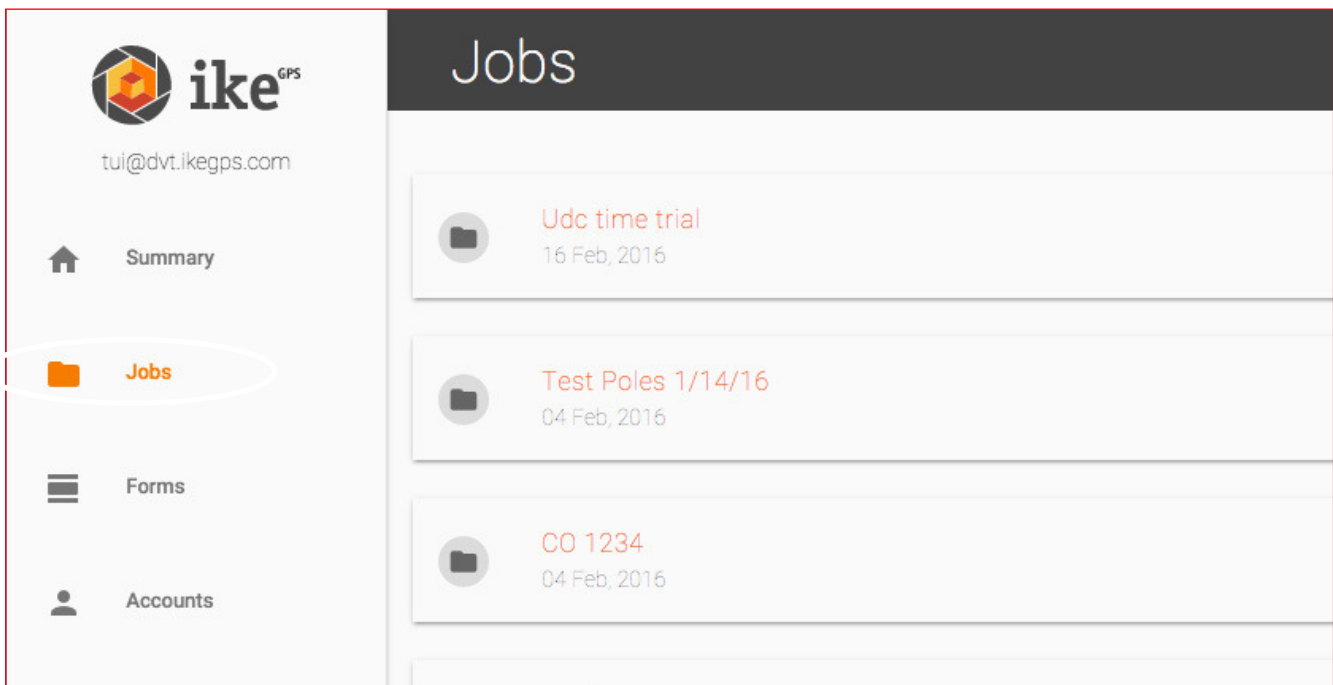 ike GPS
tui@dvt.ikegps.com
Summary
Jobs
Forms
Accounts
Jobs
Udc time trial
16 Feb, 2016
Test Poles 1/14/16
04 Feb, 2016
CO 1234
04 Feb, 2016